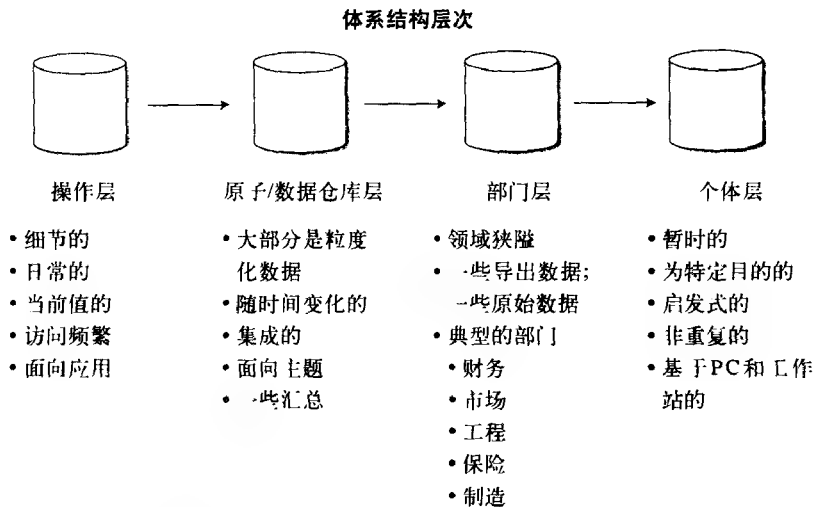 体系结构层次
操作层
• 细节的
• 日常的
• 当前值的
• 访问频繁
• 面向应用
原子/数据仓库层
• 大部分是粒度
化数据
• 随时间变化的
• 集成的
• 面向主题
• 一些汇总
部门层
• 领域狭隘
• 一些导出数据;
一些原始数据
• 典型的部门
• 财务
• 市场
• 工程
• 保险
• 制造
个体层
• 暂时的
• 为特定目的的
• 启发式的
• 非重复的
• 基于PC和工作
站的